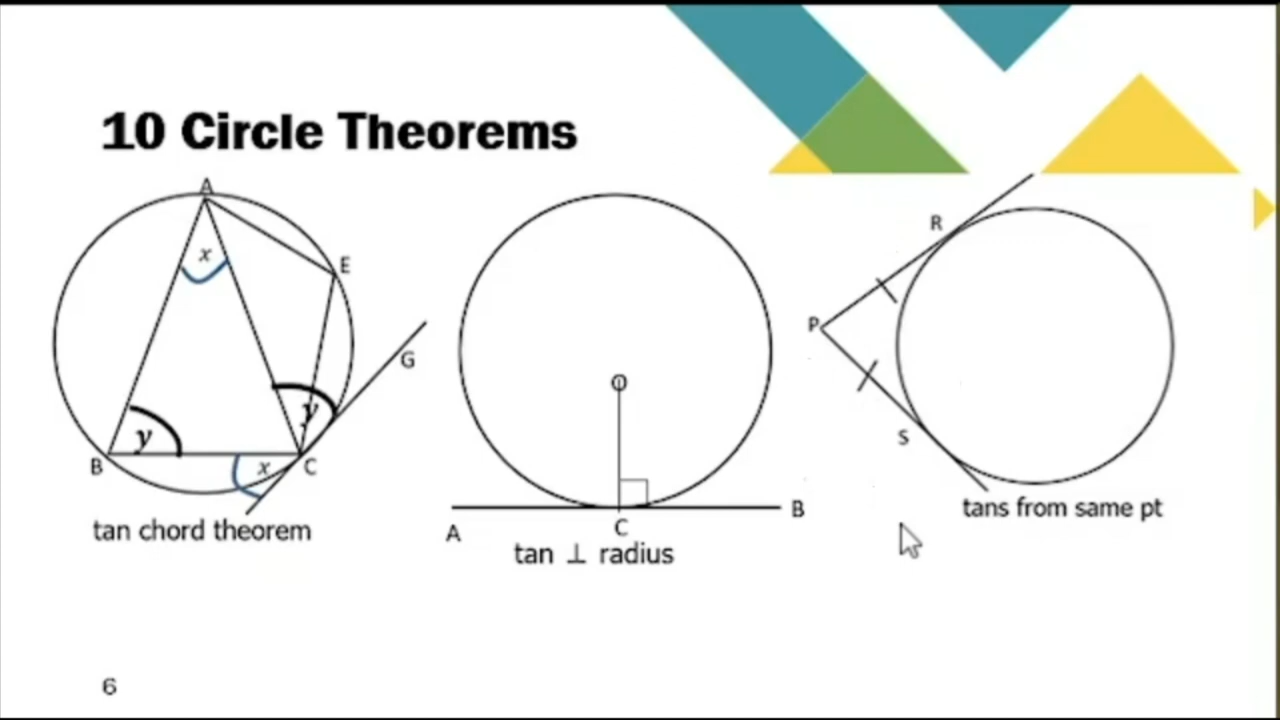 10 Circle Theorems
A
x
E
R
G
P
O
y
y
S
B
x
C
tan chord theorem
A
C
B
tan ⊥ radius
tans from same pt
6